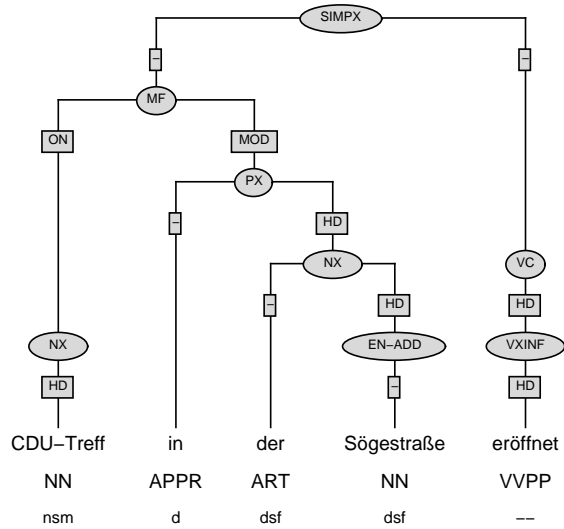 SIMPX
– –
MF
ON MOD
PX
– HD
NX VC
– HD HD
NX EN–ADD VXINF
HD – HD
CDU–Treff in der Sögestraße eröffnet
NN APPR ART NN VVPP
nsm d dsf dsf ––